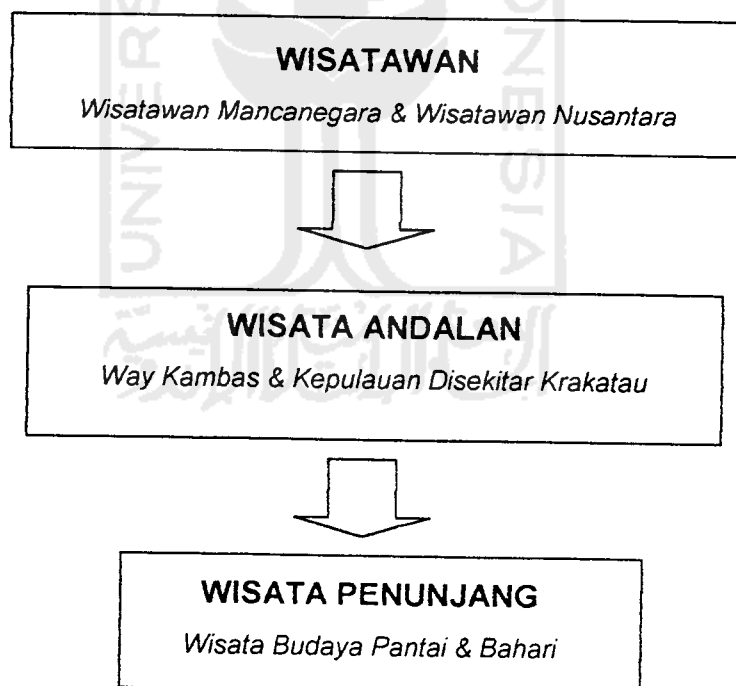 WISATAWAN
Wisatawan Mancanegara & Wisatawan Nusantara
WISATA ANDALAN
Way Kambas & Kepulauan Disekitar Krakatau
WISATA PENUNJANG
Wisata Budaya Pantai & Bahari